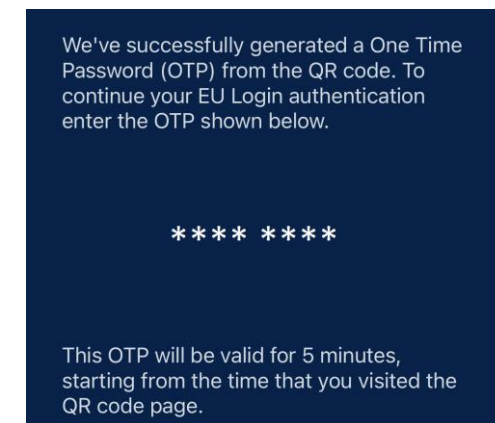 We've successfully generated a One Time
Password (OTP) from the QR code. To
continue your EU Login authentication
enter the OTP shown below.
**** ****
This OTP will be valid for 5 minutes,
starting from the time that you visited the
QR code page.